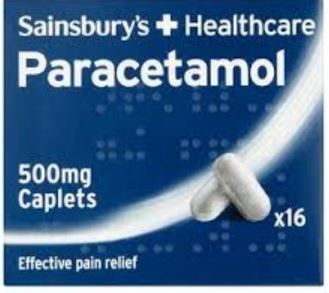 Sainsbury's + Healthcare
Paracetamol
500mg
Caplets
x16
Effective pain relief